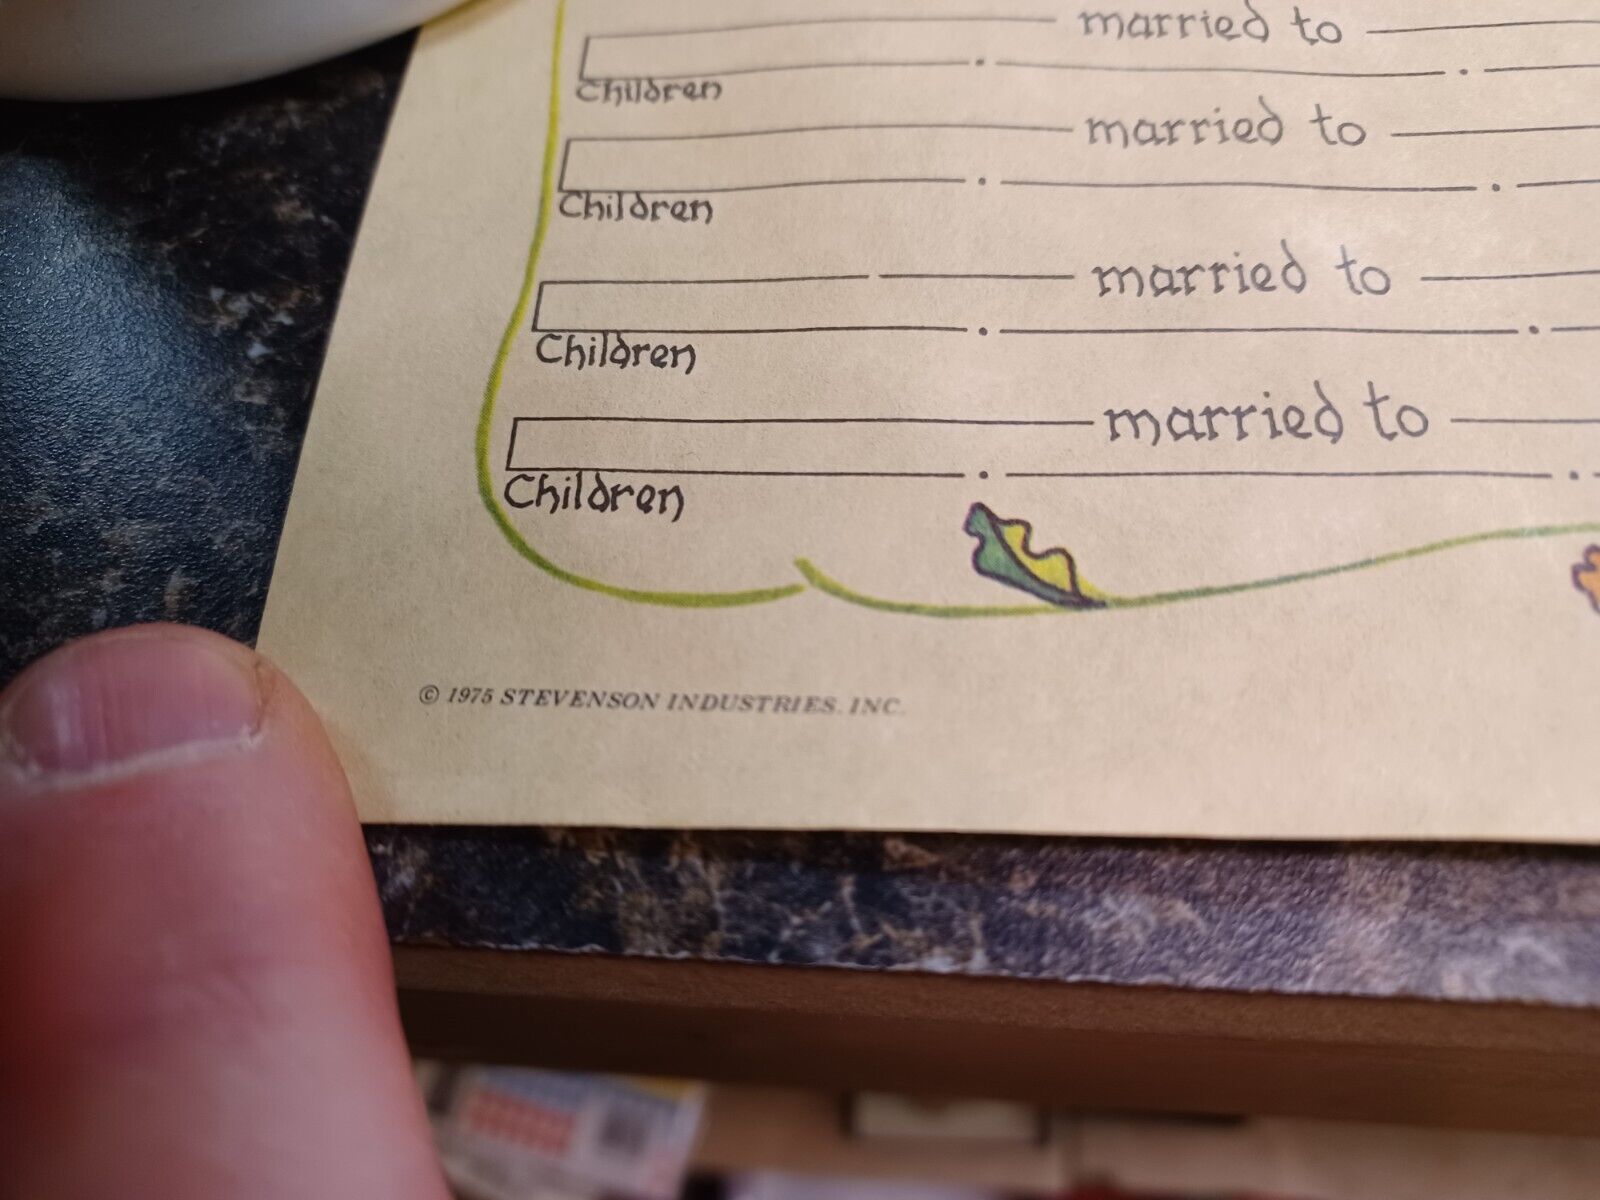 married to
Children
married to
Children
married to
Children
married to
Children
© 1975 STEVENSON INDUSTRIES, INC.